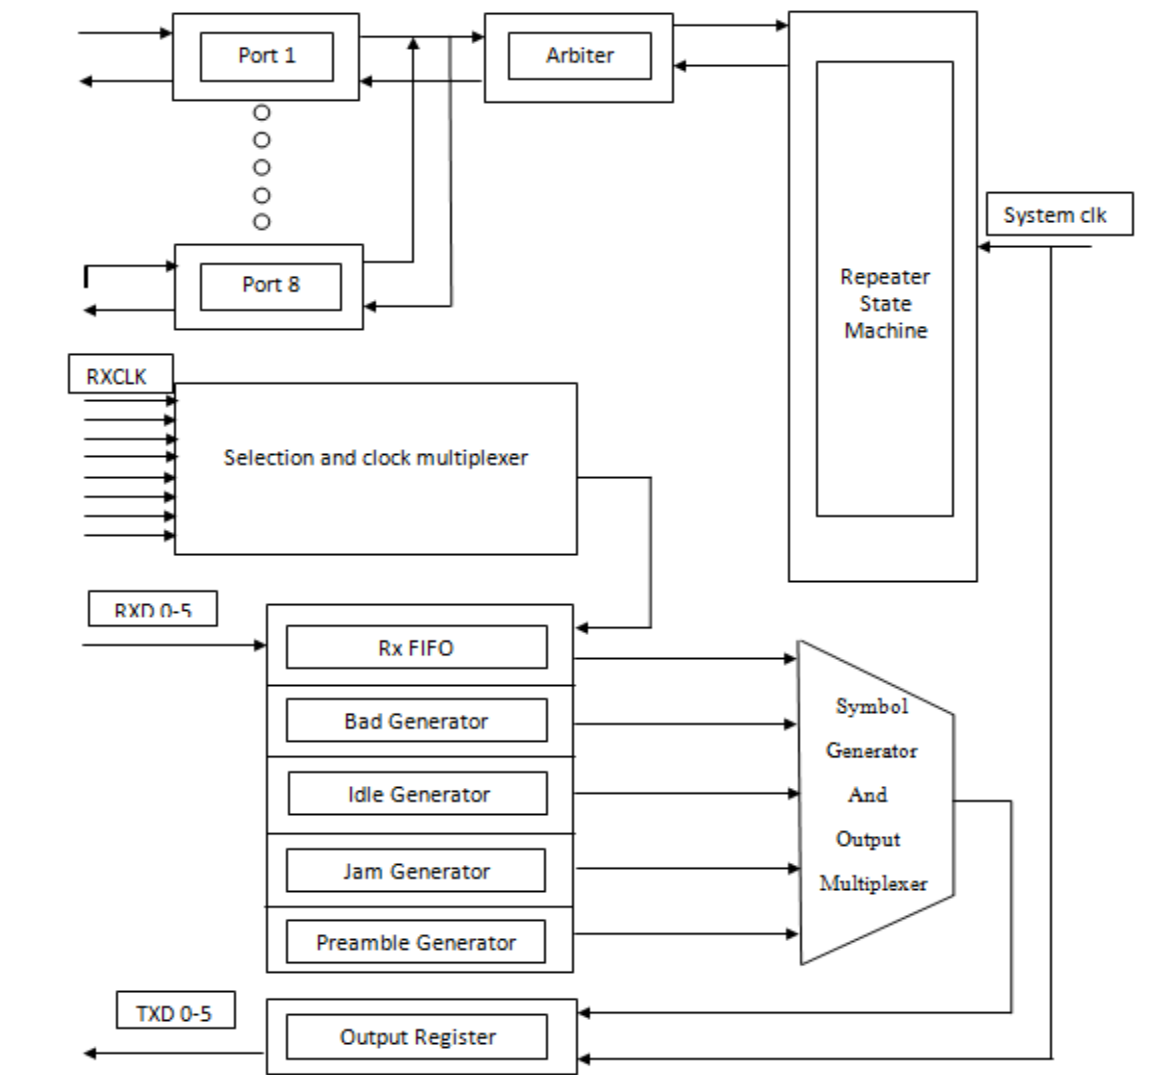 Port 1
Arbiter
System clk
Port 8
Repeater
State
Machine
RXCLK
Selection and clock multiplexer
RXD 0-5
Rx FIFO
Bad Generator
Idle Generator
Jam Generator
Preamble Generator
Symbol
Generator
And
Output
Multiplexer
TXD 0-5
Output Register